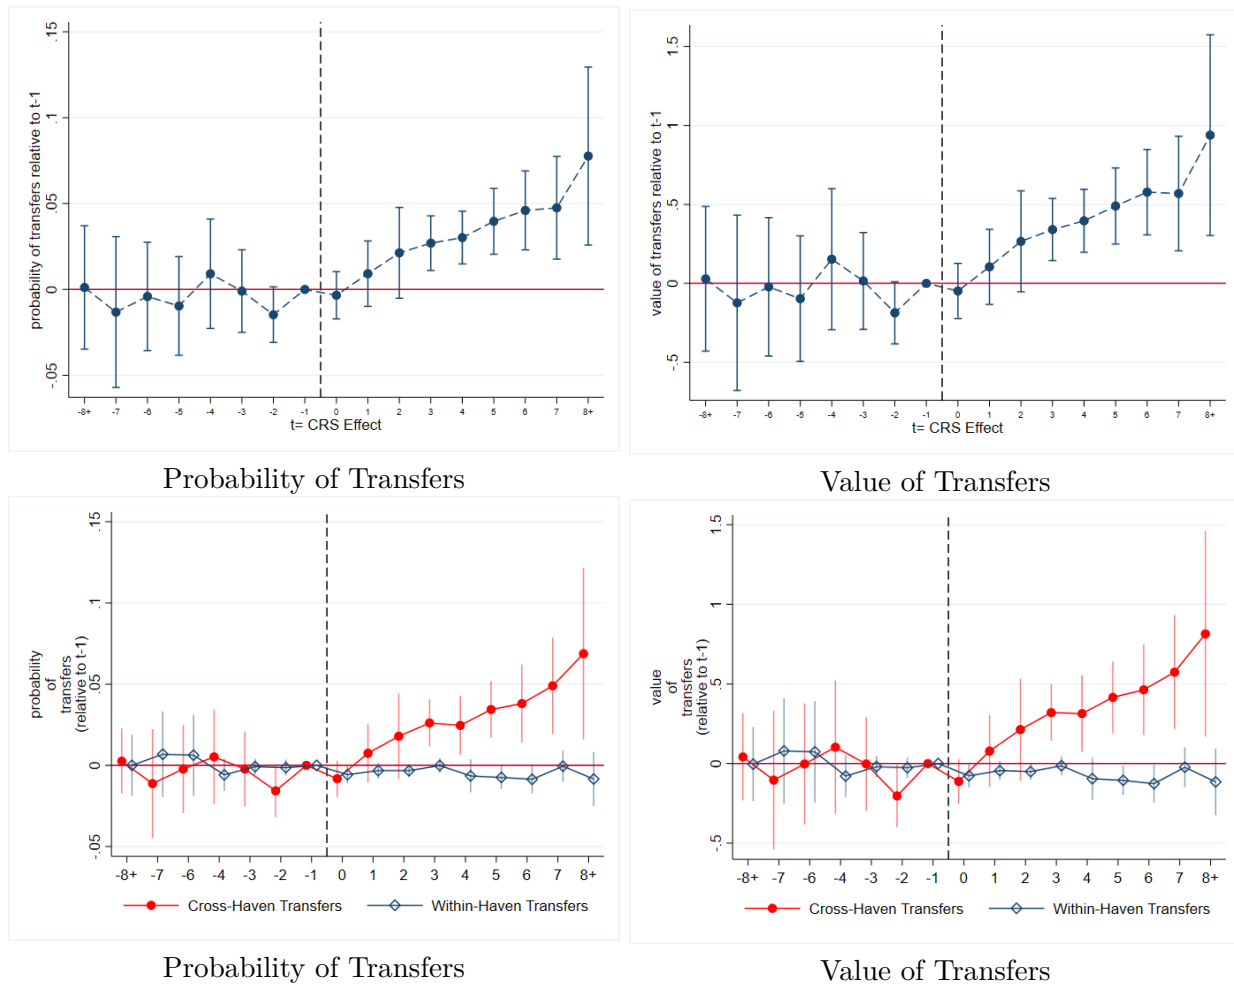 probability of transfers relative to t-1
.15
.1
.05
0
-.05
-8+ -7 -6 -5 -4 -3 -2 -1 0 1 2 3 4 5 6 7 8+
t= CRS Effect
Probability of Transfers
value of transfers relative to t-1
1.5
1
.5
0
-.5
-8+ -7 -6 -5 -4 -3 -2 -1 0 1 2 3 4 5 6 7 8+
t= CRS Effect
Value of Transfers
probability
of
transfers
(relative to t-1)
.15
.1
.05
0
-.05
-8+ -7 -6 -5 -4 -3 -2 -1 0 1 2 3 4 5 6 7 8+
Cross-Haven Transfers Within-Haven Transfers
Probability of Transfers
value
of
transfers
(relative to t-1)
1.5
1
.5
0
-.5
-8+ -7 -6 -5 -4 -3 -2 -1 0 1 2 3 4 5 6 7 8+
Cross-Haven Transfers Within-Haven Transfers
Value of Transfers